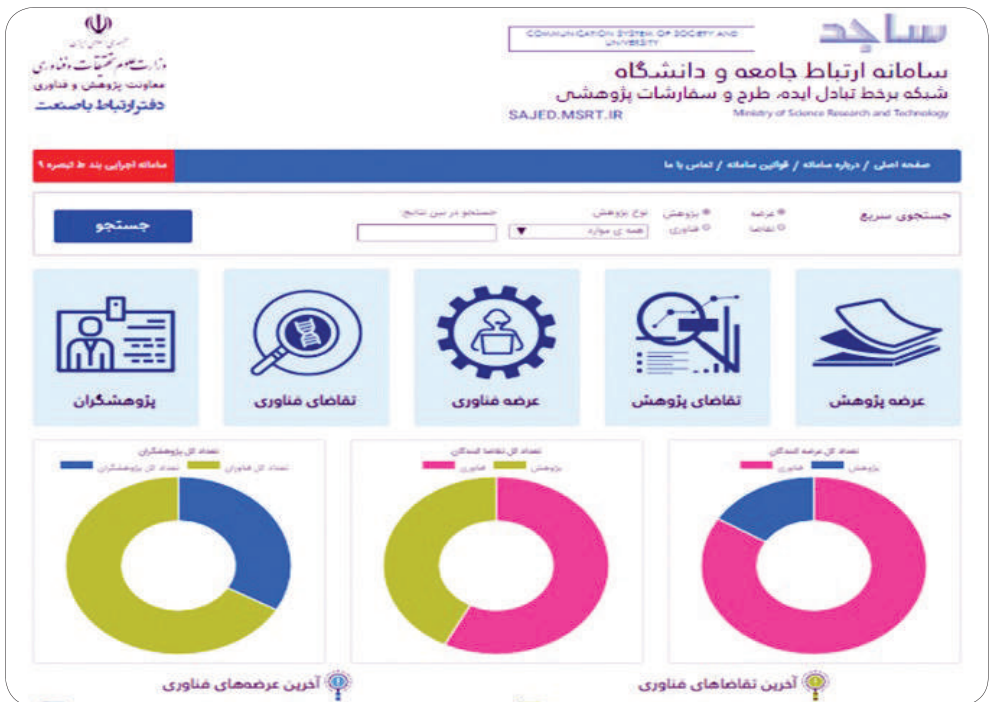 ساجد
COMMUNICATION SYSTEM OF SOCIETY AND
UNIVERSITY
سامانه ارتباط جامعه و دانشگاه
شبکه برخط تبادل ایده، طرح و سفارشات پژوهشی
Ministry of Science Research and Technology
SAJED.MSRT.IR
جمهوری اسلامی ایران
وزارت علوم تحقیقات و فناوری
معاونت پژوهش و فناوری
دفتر ارتباط با صنعت
صفحه اصلی / درباره سامانه / قوانین سامانه / تماس با ما
سامانه اجرایی بند ط تبصره ۹
جستجوی سریع
عرضه
تقاضا
پژوهش
فناوری
نوع پژوهش
همه ی موارد
جستجو در بین نتایج:
جستجو
عرضه پژوهش
تقاضای پژوهش
عرضه فناوری
تقاضای فناوری
پژوهشگران
تعداد کل عرضه کنندگان
پژوهش فناوری
تعداد کل تقاضا کنندگان
پژوهش فناوری
تعداد کل پژوهشگران
تعداد کل فناوران تعداد کل پژوهشگران
آخرین تقاضاهای فناوری
آخرین عرضه‌های فناوری